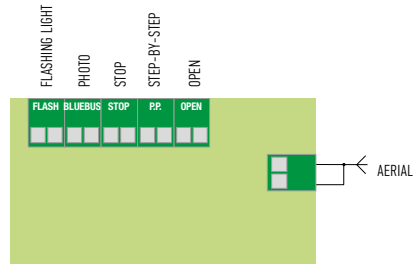 FLASHING LIGHT
PHOTO
STOP
STEP-BY-STEP
OPEN
FLASH BLUEBUS STOP P.P. OPEN
AERIAL